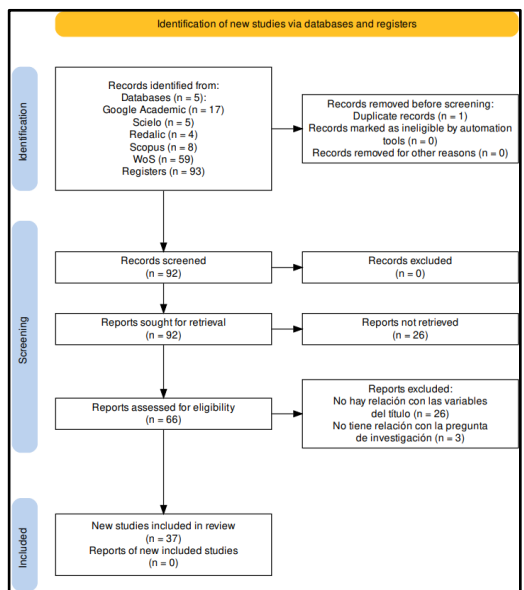 Identification of new studies via databases and registers
Identification
Records identified from:
Databases (n = 5):
Google Academic (n = 17)
Scielo (n = 5)
Redalic (n = 4)
Scopus (n = 8)
WoS (n = 59)
Registers (n = 93)
Records removed before screening:
Duplicate records (n = 1)
Records marked as ineligible by automation
tools (n = 0)
Records removed for other reasons (n = 0)
Screening
Records screened
(n = 92)
Records excluded
(n = 0)
Reports sought for retrieval
(n = 92)
Reports not retrieved
(n = 26)
Reports assessed for eligibility
(n = 66)
Reports excluded:
No hay relación con las variables
del título (n = 26)
No tiene relación con la pregunta
de investigación (n = 3)
Included
New studies included in review
(n = 37)
Reports of new included studies
(n = 0)